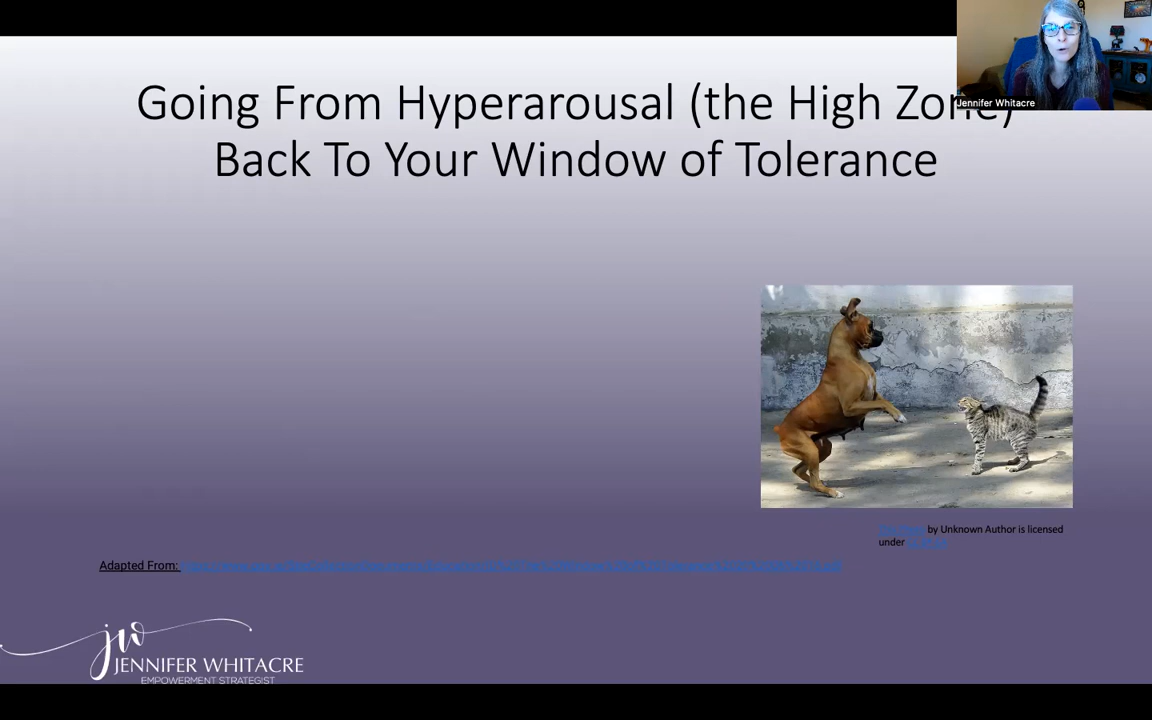 Going From Hyperarousal (the High Zone)
Back To Your Window of Tolerance
Jennifer Whitacre
by Unknown Author is licensed
under
Adapted From:
jw
JENNIFER WHITACRE
EMPOWERMENT STRATEGIST